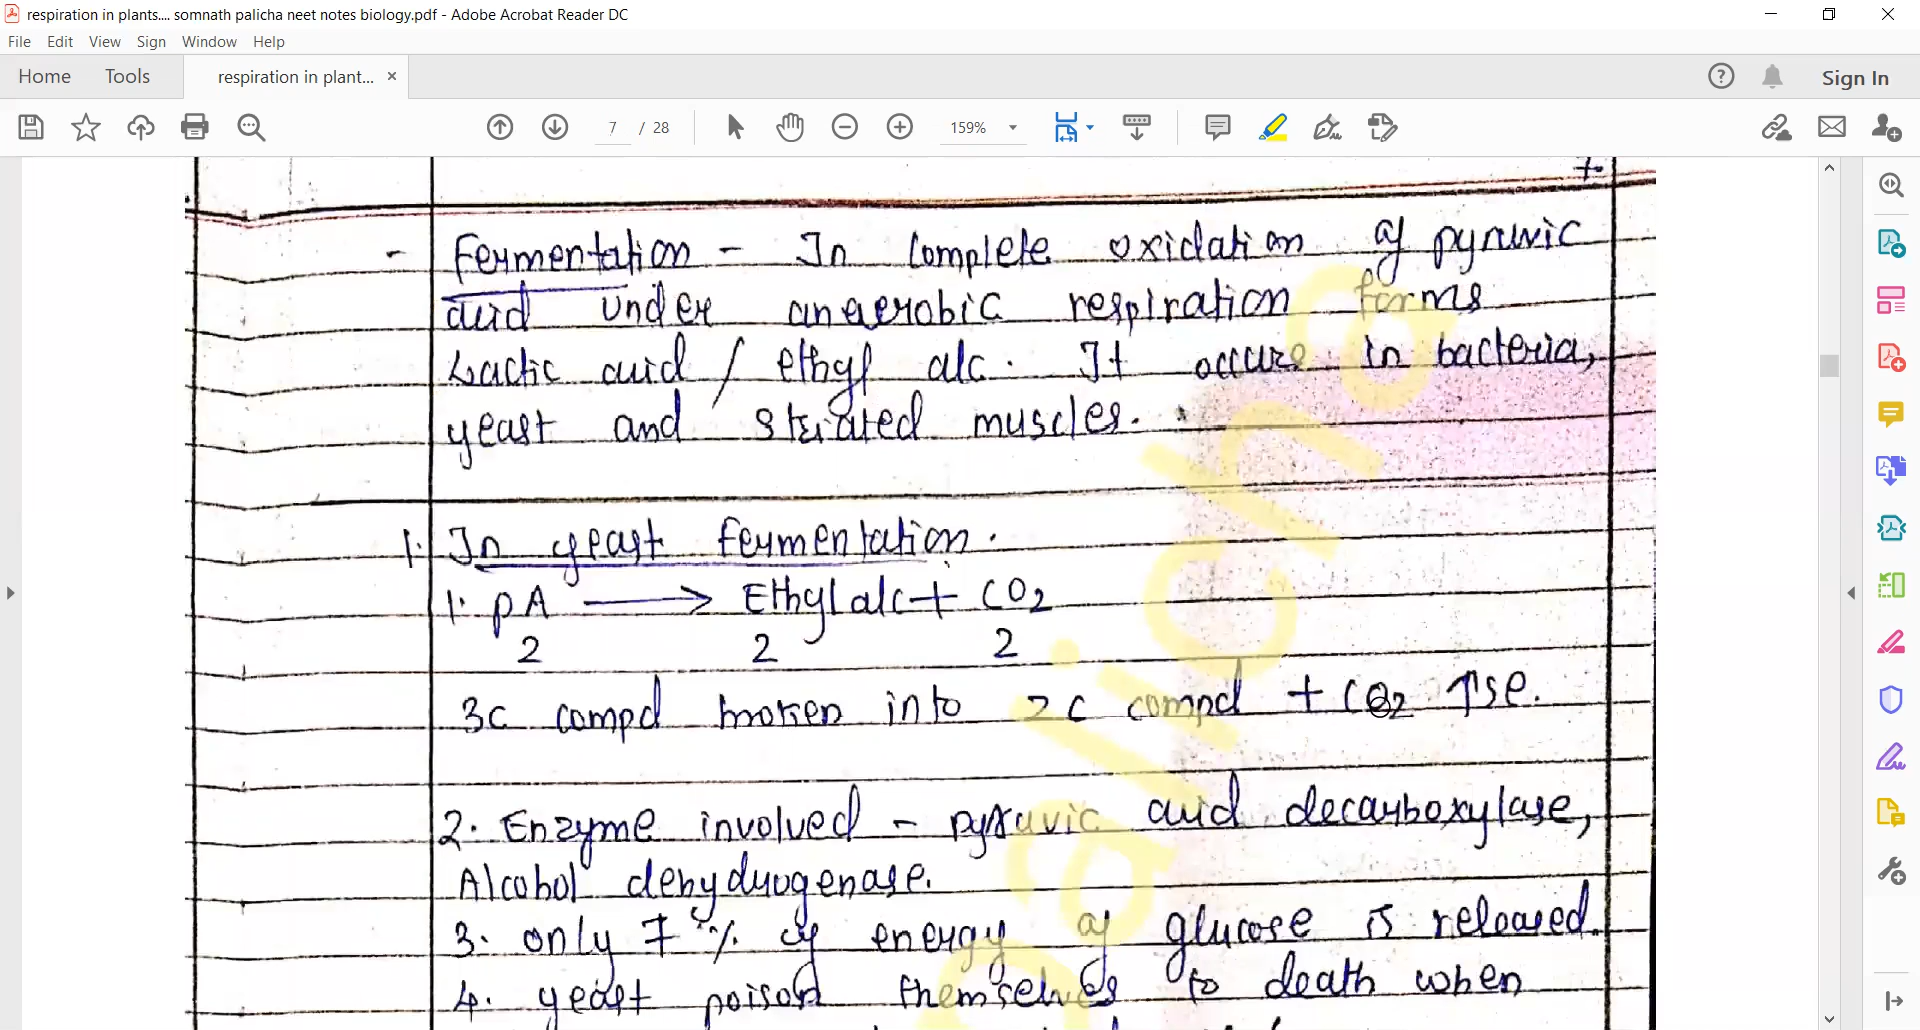 respiration in plants.... somnath palicha neet notes biology.pdf - Adobe Acrobat Reader DC
File Edit View Sign Window Help
Home Tools respiration in plant... × Sign In
7 / 28 159%
- Fermentation - In complete oxidation of pyruvic
acid under anaerobic respiration forms
Lactic acid / ethyl alc. It occurs in bacteria,
yeast and striated muscles.
1. In yeast fermentation.
1. PA ⟶ Ethyl alc + CO2
2 2 2
3c compd broken into 2c compd + CO2 ↑se.
2. Enzyme involved - pyruvic acid decarboxylase,
Alcohol dehydrogenase.
3. only 7% of energy of glucose is released.
4. yeast poison themselves to death when
palicha